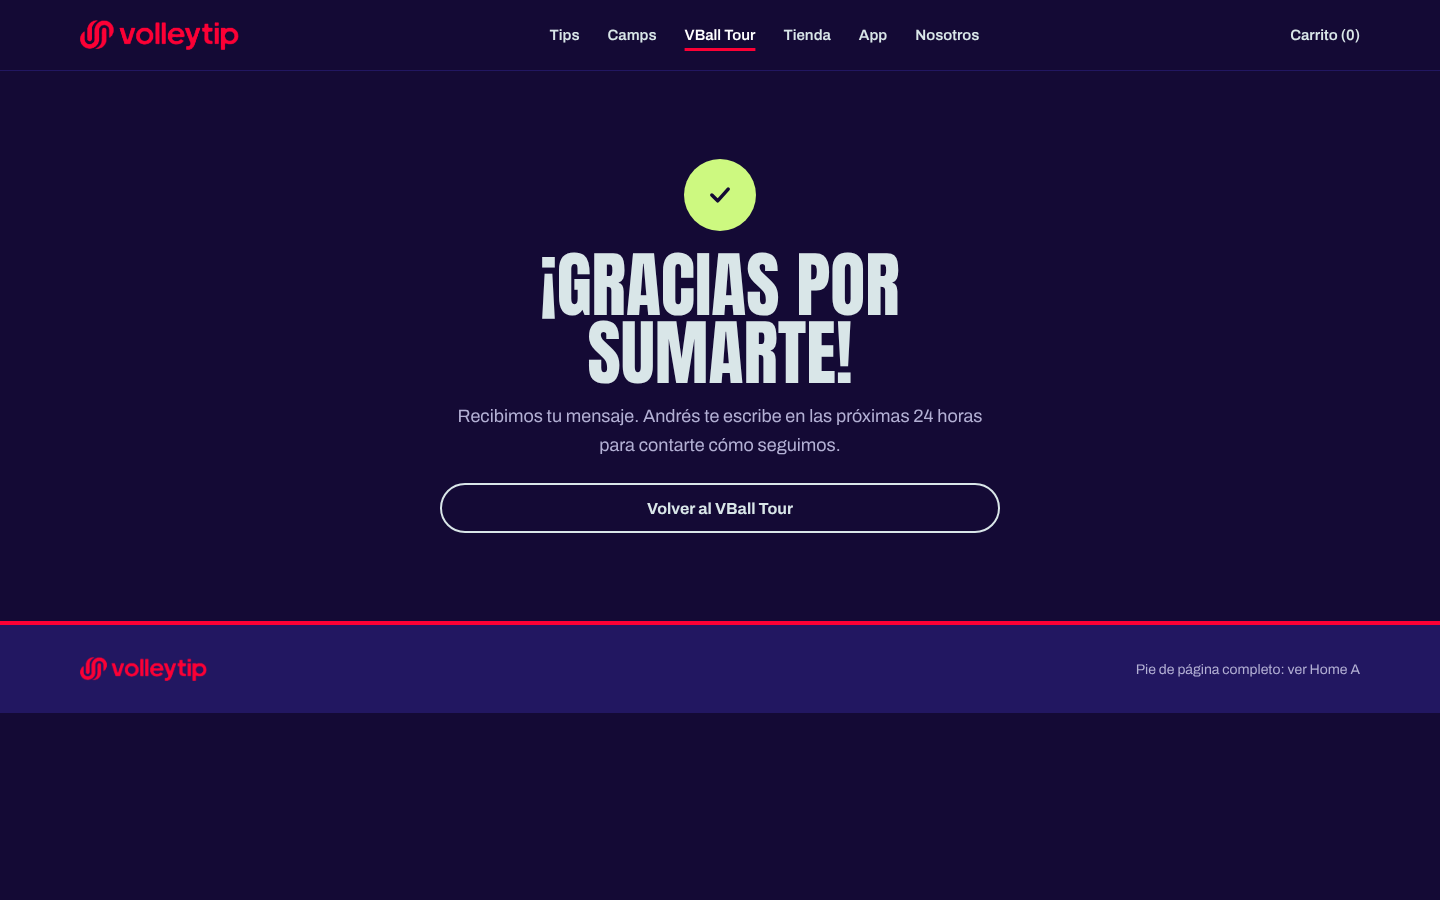 volleytip
Tips
Camps
VBall Tour
Tienda
App
Nosotros
Carrito (0)
¡GRACIAS POR
SUMARTE!
Recibimos tu mensaje. Andrés te escribe en las próximas 24 horas
para contarte cómo seguimos.
Volver al VBall Tour
volleytip
Pie de página completo: ver Home A